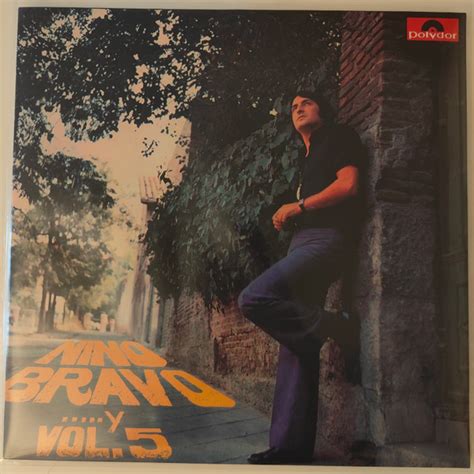 Polydor
NINO
BRAVO
.....Y
VOL.5